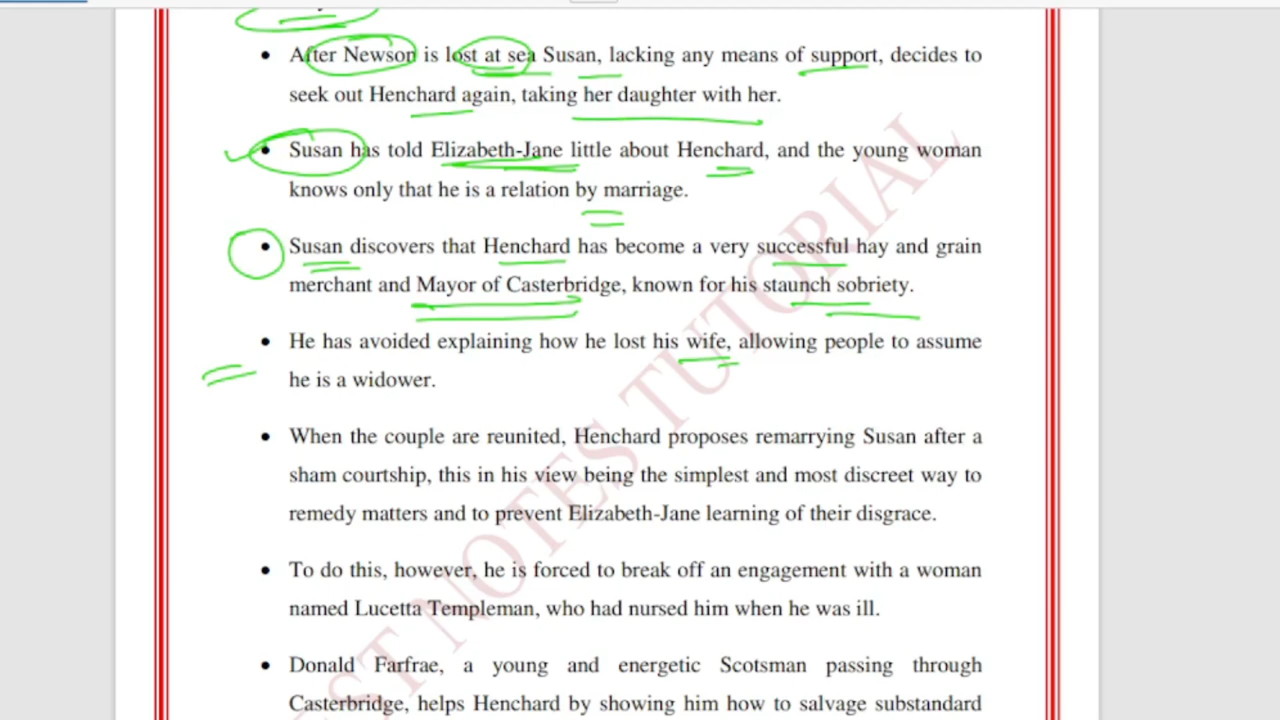 • After Newson is lost at sea Susan, lacking any means of support, decides to
seek out Henchard again, taking her daughter with her.
• Susan has told Elizabeth-Jane little about Henchard, and the young woman
knows only that he is a relation by marriage.
• Susan discovers that Henchard has become a very successful hay and grain
merchant and Mayor of Casterbridge, known for his staunch sobriety.
• He has avoided explaining how he lost his wife, allowing people to assume
he is a widower.
• When the couple are reunited, Henchard proposes remarrying Susan after a
sham courtship, this in his view being the simplest and most discreet way to
remedy matters and to prevent Elizabeth-Jane learning of their disgrace.
• To do this, however, he is forced to break off an engagement with a woman
named Lucetta Templeman, who had nursed him when he was ill.
• Donald Farfrae, a young and energetic Scotsman passing through
Casterbridge, helps Henchard by showing him how to salvage substandard
NOTES TUTORIAL